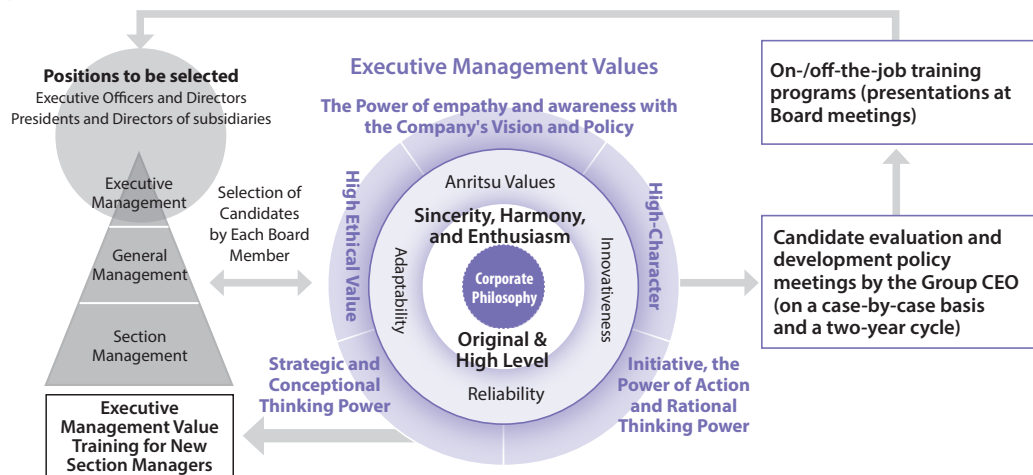 Positions to be selected
Executive Officers and Directors
Presidents and Directors of subsidiaries
Executive
Management
General
Management
Section
Management
Executive
Management Value
Training for New
Section Managers
Selection of
Candidates
by Each Board
Member
Executive Management Values
The Power of empathy and awareness with
the Company's Vision and Policy
High Ethical Value
High-Character
Strategic and
Conceptional
Thinking Power
Initiative, the
Power of Action
and Rational
Thinking Power
Anritsu Values
Adaptability
Innovativeness
Reliability
Sincerity, Harmony,
and Enthusiasm
Corporate
Philosophy
Original &
High Level
On-/off-the-job training
programs (presentations at
Board meetings)
Candidate evaluation and
development policy
meetings by the Group CEO
(on a case-by-case basis
and a two-year cycle)